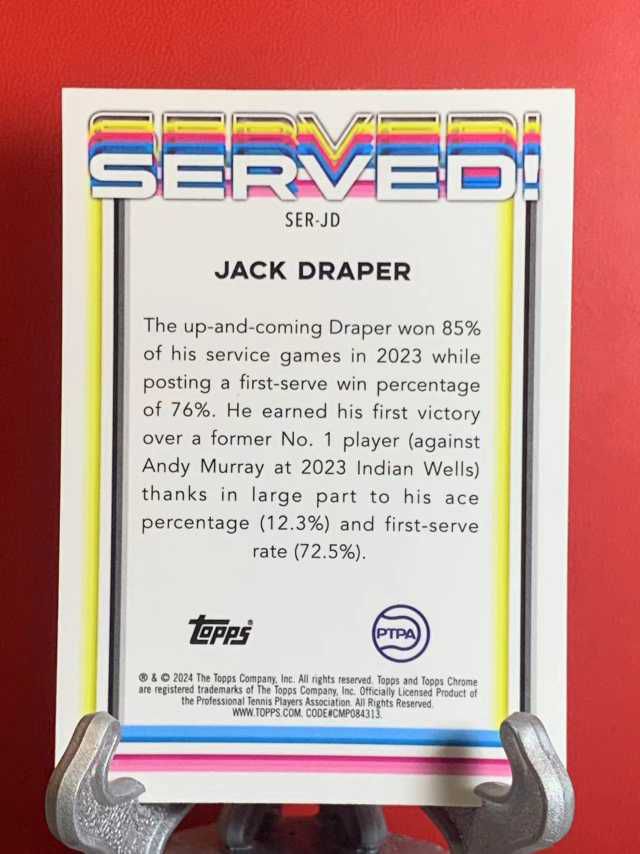 SERVED!
SER-JD
JACK DRAPER
The up-and-coming Draper won 85%
of his service games in 2023 while
posting a first-serve win percentage
of 76%. He earned his first victory
over a former No. 1 player (against
Andy Murray at 2023 Indian Wells)
thanks in large part to his ace
percentage (12.3%) and first-serve
rate (72.5%).
Topps®
PTPA
® & © 2024 The Topps Company, Inc. All rights reserved. Topps and Topps Chrome
are registered trademarks of The Topps Company, Inc. Officially Licensed Product of
the Professional Tennis Players Association. All Rights Reserved.
WWW.TOPPS.COM. CODE#CMP084313.